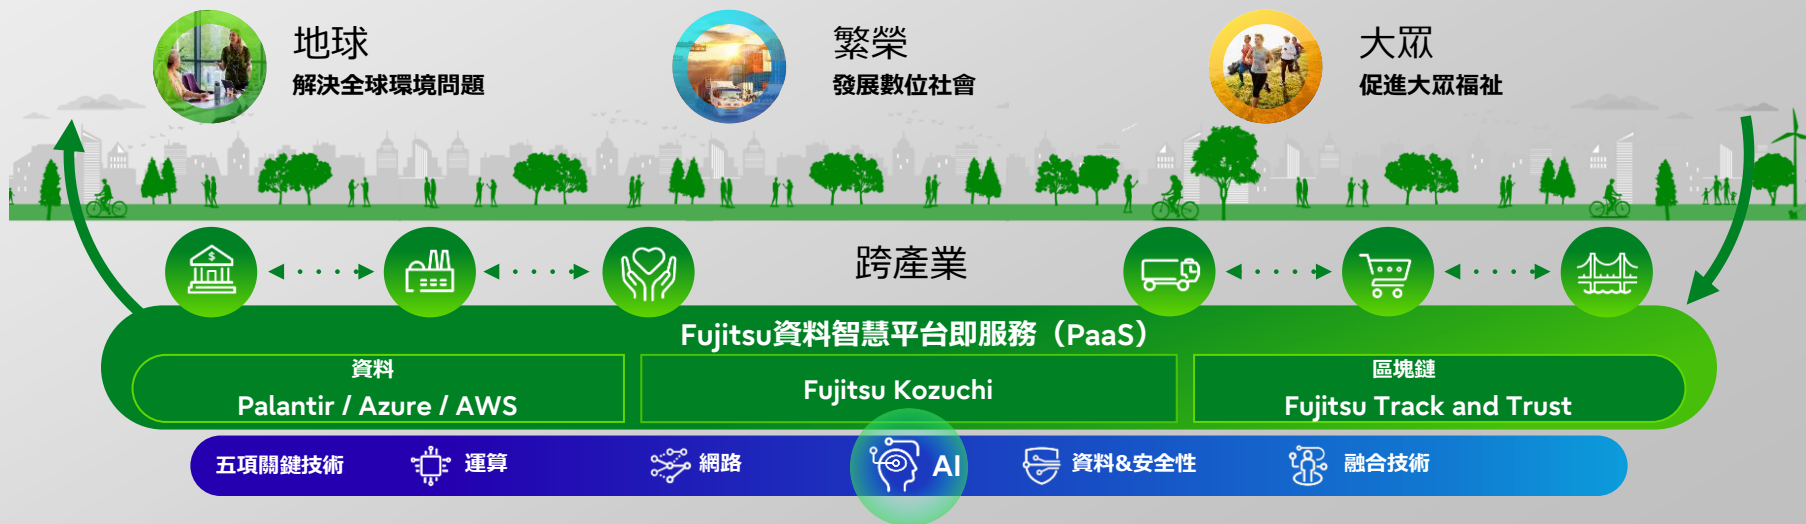 地球
解決全球環境問題
繁榮
發展數位社會
大眾
促進大眾福祉
跨產業
Fujitsu資料智慧平台即服務（PaaS）
資料
Palantir / Azure / AWS
Fujitsu Kozuchi
區塊鏈
Fujitsu Track and Trust
五項關鍵技術
運算
網路
AI
資料&安全性
融合技術